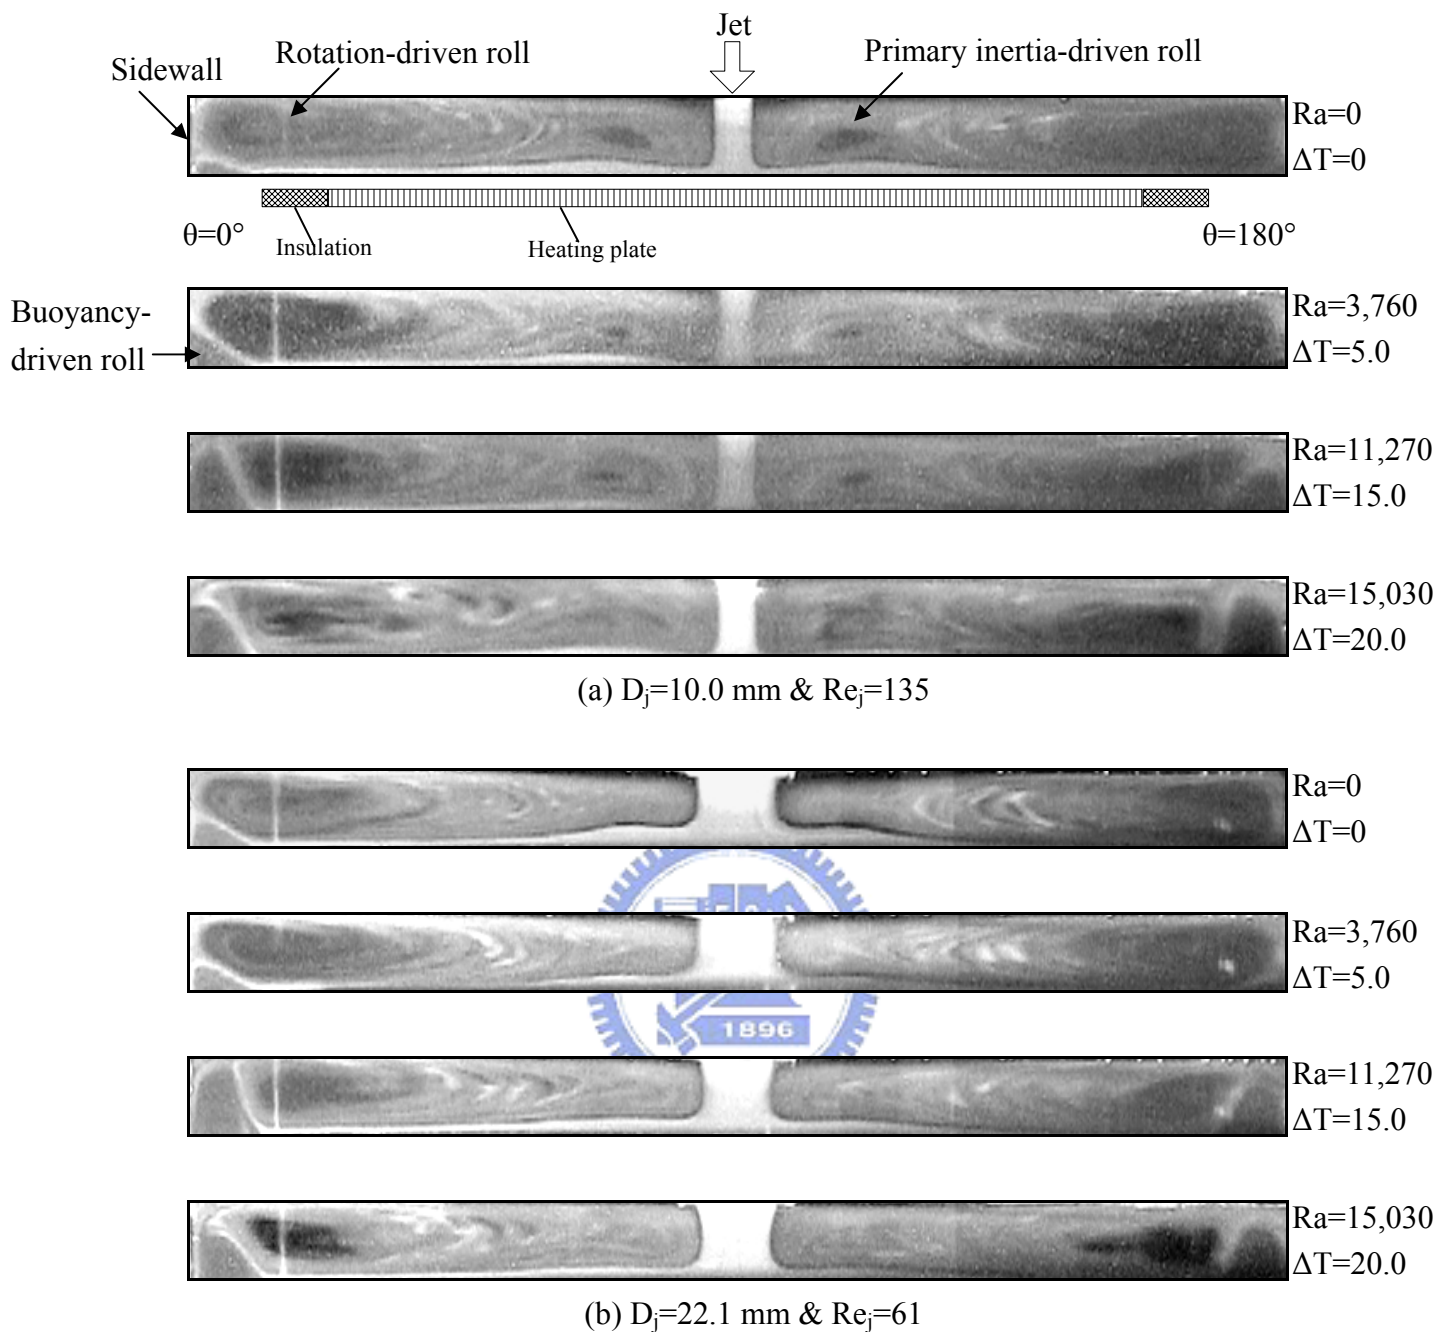 Jet
Rotation-driven roll
Primary inertia-driven roll
Sidewall
Ra=0
ΔT=0
θ=0°
Insulation
Heating plate
θ=180°
Buoyancy-
driven roll
Ra=3,760
ΔT=5.0
Ra=11,270
ΔT=15.0
Ra=15,030
ΔT=20.0
(a) Dj=10.0 mm & Rej=135
Ra=0
ΔT=0
Ra=3,760
ΔT=5.0
1896
Ra=11,270
ΔT=15.0
Ra=15,030
ΔT=20.0
(b) Dj=22.1 mm & Rej=61